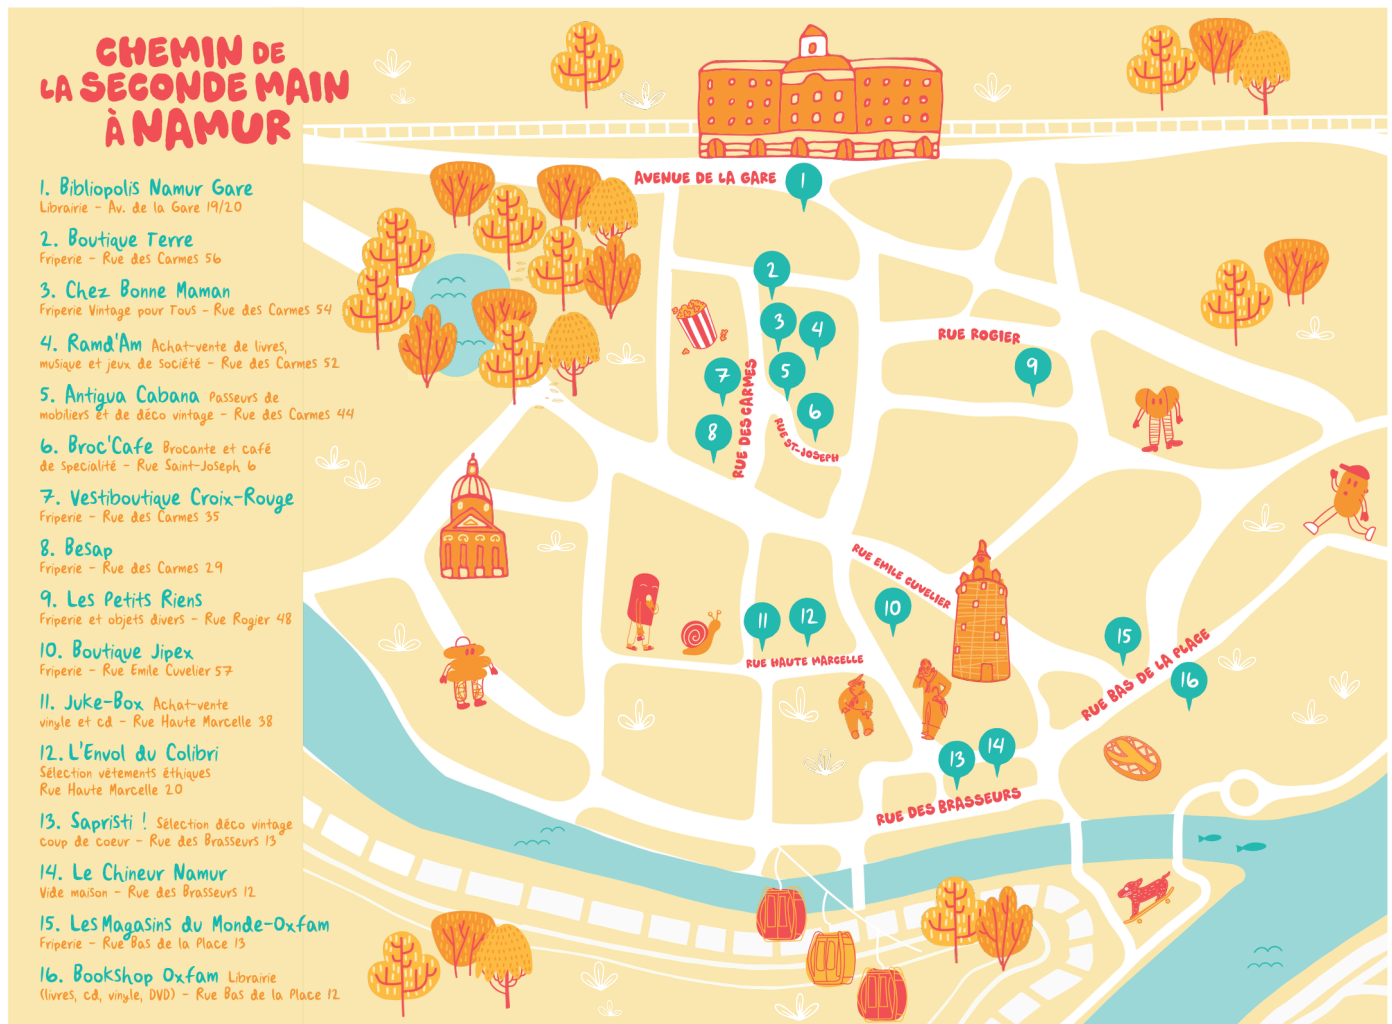 CHEMIN DE
LA SECONDE MAIN
À NAMUR
1. Bibliopolis Namur Gare
Librairie – Av. de la Gare 19/20
2. Boutique Terre
Friperie – Rue des Carmes 56
3. Chez Bonne Maman
Friperie Vintage pour Tous – Rue des Carmes 54
4. Ramd'Am Achat-vente de livres,
musique et jeux de société – Rue des Carmes 52
5. Antigua Cabana Passeurs de
mobiliers et de déco vintage – Rue des Carmes 44
6. Broc'Cafe Brocante et café
de specialité – Rue Saint-Joseph 6
7. Vestiboutique Croix-Rouge
Friperie – Rue des Carmes 35
8. Besap
Friperie – Rue des Carmes 29
9. Les Petits Riens
Friperie et objets divers – Rue Rogier 48
10. Boutique Jipex
Friperie – Rue Emile Cuvelier 57
11. Juke-Box Achat-vente
vinyle et cd – Rue Haute Marcelle 38
12. L'Envol du Colibri
Sélection vêtements éthiques
Rue Haute Marcelle 20
13. Sapristi ! Sélection déco vintage
coup de coeur – Rue des Brasseurs 13
14. Le Chineur Namur
Vide maison – Rue des Brasseurs 12
15. Les Magasins du Monde-Oxfam
Friperie – Rue Bas de la Place 13
16. Bookshop Oxfam Librairie
(livres, cd, vinyle, DVD) – Rue Bas de la Place 12
AVENUE DE LA GARE
1
2
3
4
RUE ROGIER
9
7
5
6
8
RUE DES CARMES
RUE ST-JOSEPH
RUE EMILE CUVELIER
10
11
12
RUE HAUTE MARCELLE
15
16
RUE BAS DE LA PLACE
13
14
RUE DES BRASSEURS